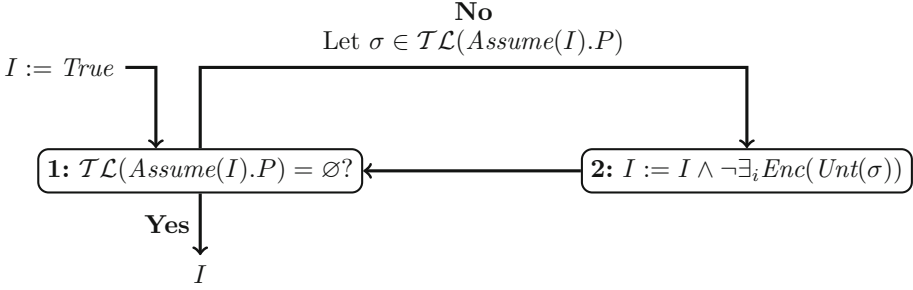 No
Let σ ∈ 𝒯ℒ(Assume(I).P)
I := True
1: 𝒯ℒ(Assume(I).P) = ∅?
2: I := I ∧ ¬∃ᵢEnc(Unt(σ))
Yes
I